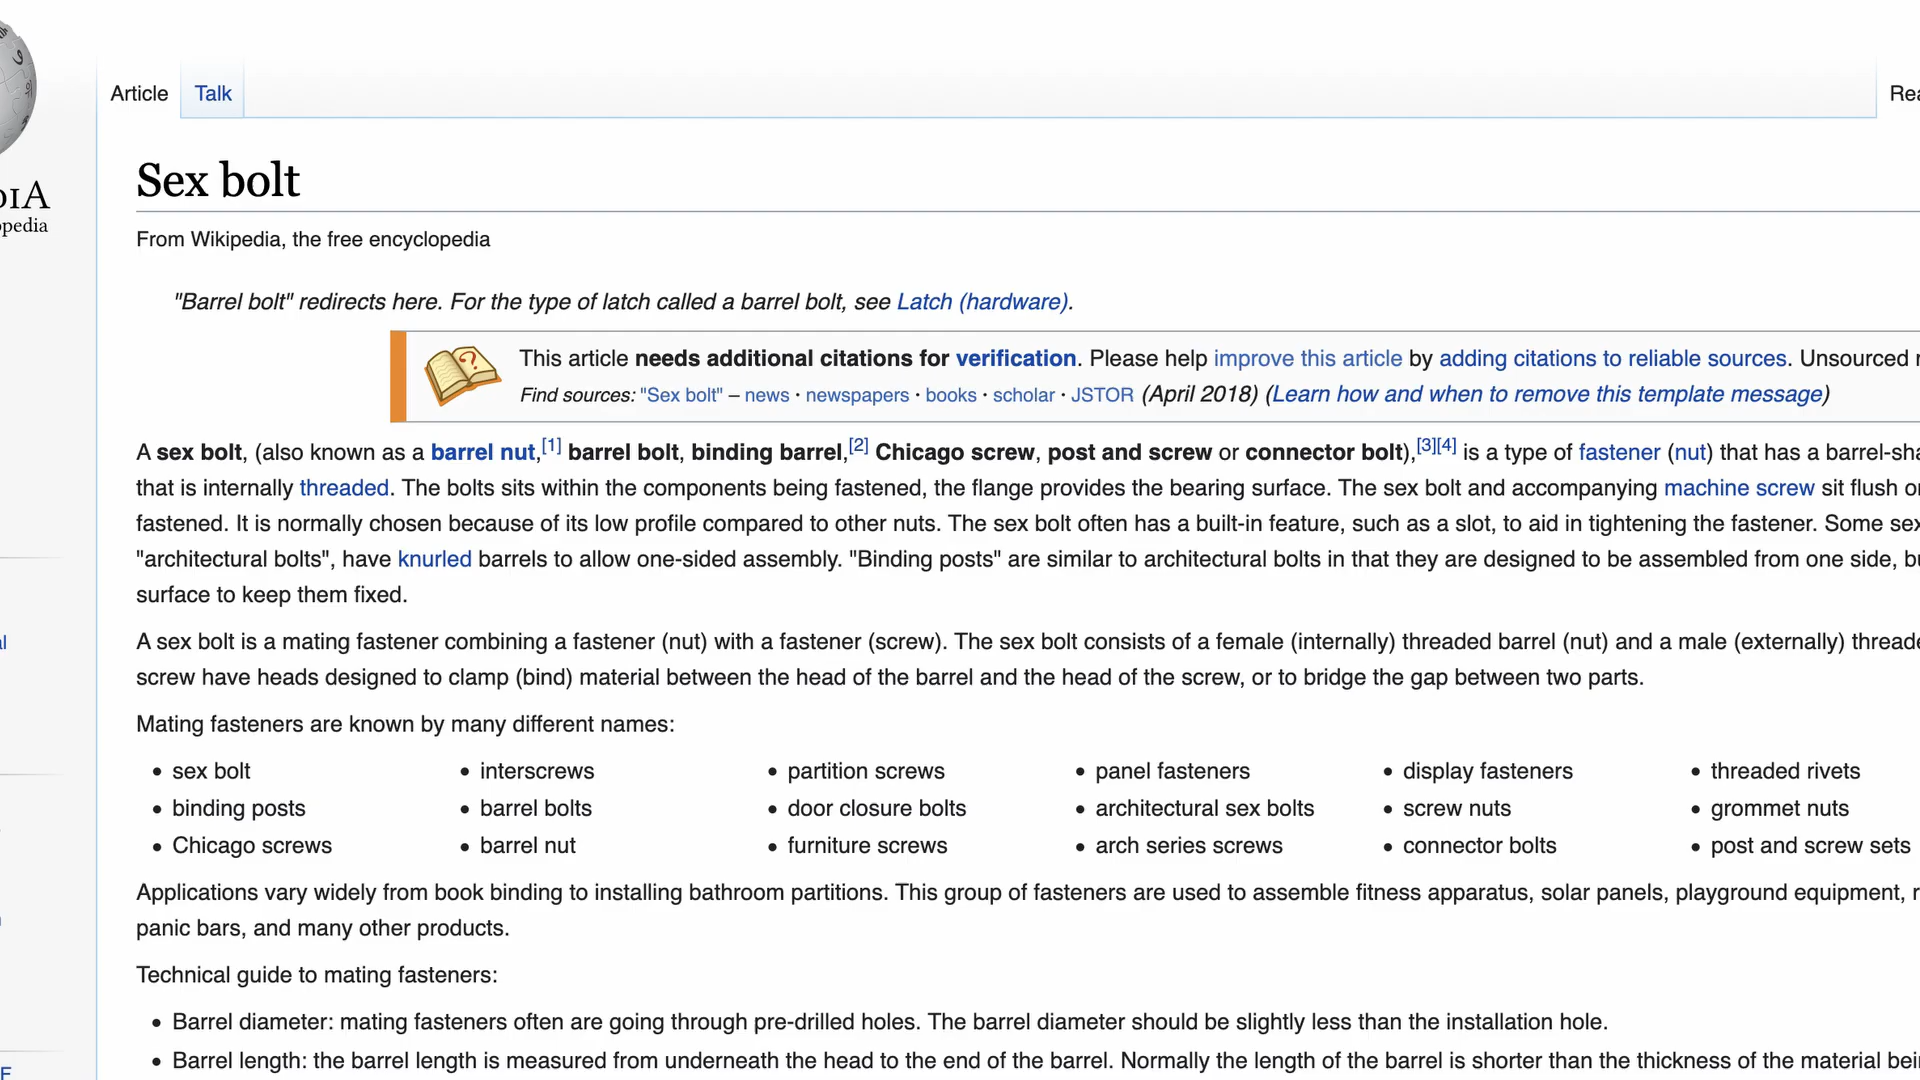 Article Talk
Sex bolt
From Wikipedia, the free encyclopedia
"Barrel bolt" redirects here. For the type of latch called a barrel bolt, see Latch (hardware).
This article needs additional citations for verification. Please help improve this article by adding citations to reliable sources. Unsourced
Find sources: "Sex bolt" – news · newspapers · books · scholar · JSTOR (April 2018) (Learn how and when to remove this template message)
A sex bolt, (also known as a barrel nut,[1] barrel bolt, binding barrel,[2] Chicago screw, post and screw or connector bolt),[3][4] is a type of fastener (nut) that has a barrel-sha
that is internally threaded. The bolts sits within the components being fastened, the flange provides the bearing surface. The sex bolt and accompanying machine screw sit flush
fastened. It is normally chosen because of its low profile compared to other nuts. The sex bolt often has a built-in feature, such as a slot, to aid in tightening the fastener. Some sex
"architectural bolts", have knurled barrels to allow one-sided assembly. "Binding posts" are similar to architectural bolts in that they are designed to be assembled from one side,
surface to keep them fixed.
A sex bolt is a mating fastener combining a fastener (nut) with a fastener (screw). The sex bolt consists of a female (internally) threaded barrel (nut) and a male (externally) threade
screw have heads designed to clamp (bind) material between the head of the barrel and the head of the screw, or to bridge the gap between two parts.
Mating fasteners are known by many different names:
• sex bolt • interscrews • partition screws • panel fasteners • display fasteners • threaded rivets
• binding posts • barrel bolts • door closure bolts • architectural sex bolts • screw nuts • grommet nuts
• Chicago screws • barrel nut • furniture screws • arch series screws • connector bolts • post and screw sets
Applications vary widely from book binding to installing bathroom partitions. This group of fasteners are used to assemble fitness apparatus, solar panels, playground equipment,
panic bars, and many other products.
Technical guide to mating fasteners:
• Barrel diameter: mating fasteners often are going through pre-drilled holes. The barrel diameter should be slightly less than the installation hole.
• Barrel length: the barrel length is measured from underneath the head to the end of the barrel. Normally the length of the barrel is shorter than the thickness of the material bei